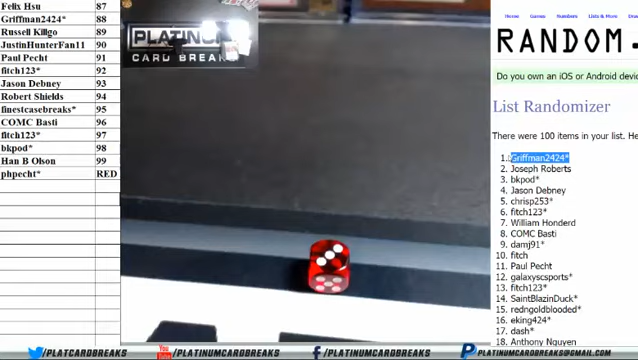 Felix Hsu 87
Griffman2424* 88
Russell Killgo 89
JustinHunterFan11 90
Paul Pecht 91
fitch123* 92
Jason Debney 93
Robert Shields 94
finestcasebreaks* 95
COMC Basti 96
fitch123* 97
bkpod* 98
Han B Olson 99
phpecht* RED
PLATINUM
CARD BREAKS
Home Games Numbers Lists & More
RANDOM.
Do you own an iOS or Android devi
List Randomizer
There were 100 items in your list. He
1. Griffman2424*
2. Joseph Roberts
3. bkpod*
4. Jason Debney
5. chrisp253*
6. fitch123*
7. William Honderd
8. COMC Basti
9. damj91*
10. fitch
11. Paul Pecht
12. galaxyscsports*
13. fitch123*
14. SaintBlazinDuck*
15. redngoldblooded*
16. eking424*
17. dash*
18. Anthony Nguyen
/PLATCARDBREAKS
You Tube /PLATINUMCARDBREAKS
/PLATINUMCARDBREAKS
PLATINUMCARDBREAKS@